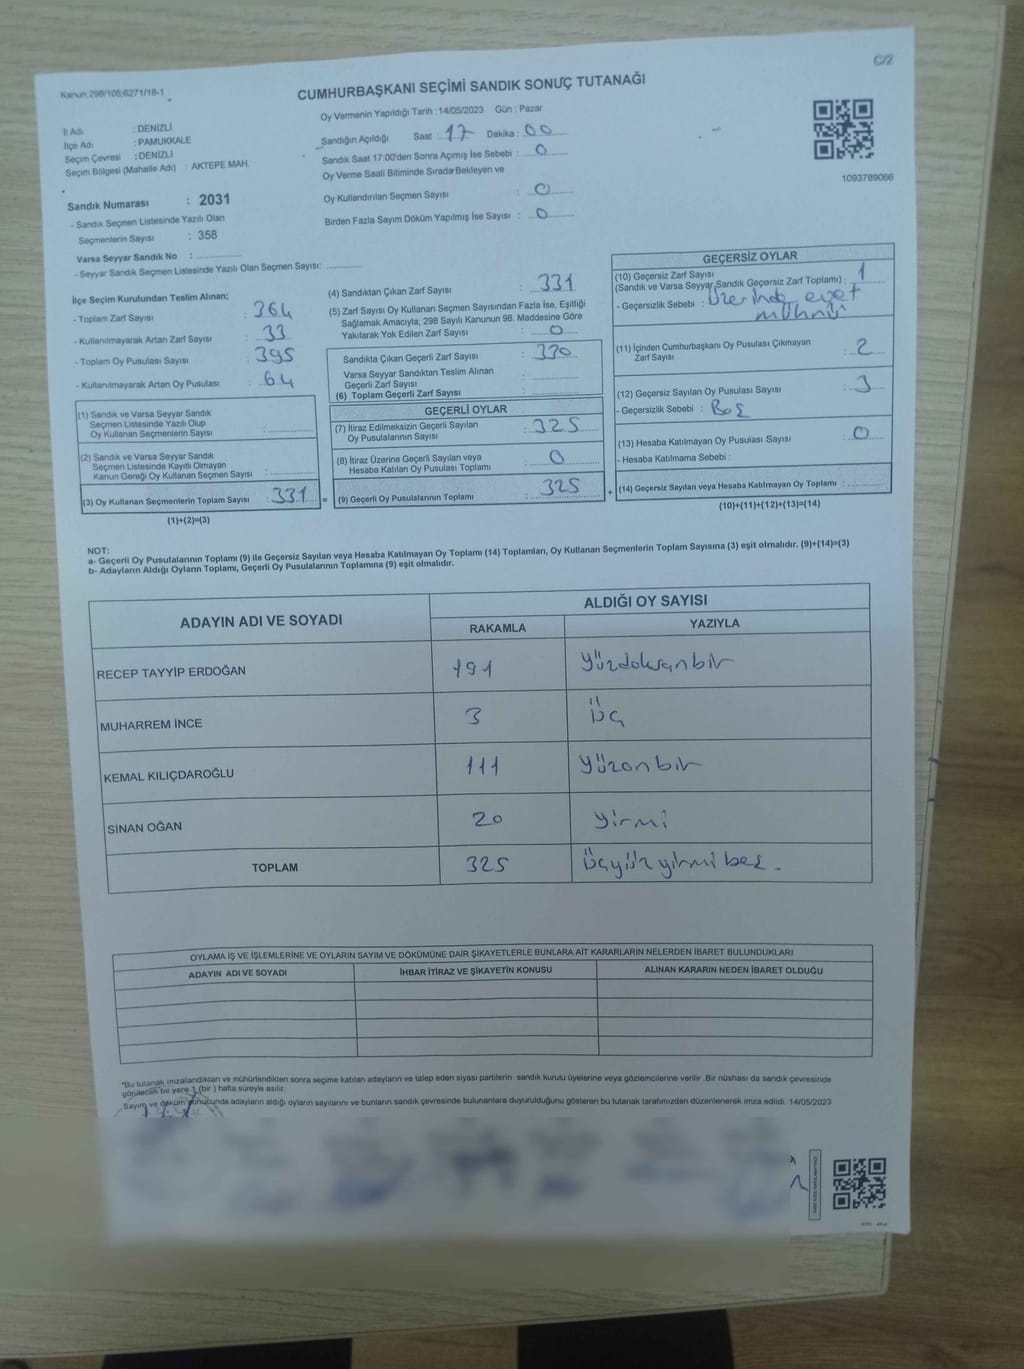 C/2
Kanun:298/105;6271/18-1
CUMHURBAŞKANI SEÇİMİ SANDIK SONUÇ TUTANAĞI
Oy Vermenin Yapıldığı Tarih : 14/05/2023 Gün : Pazar
İl Adı : DENİZLİ
İlçe Adı : PAMUKKALE
Seçim Çevresi : DENİZLİ
Seçim Bölgesi (Mahalle Adı) : AKTEPE MAH.
Sandığın Açıldığı Saat : 17 Dakika : 00
Sandık Saat 17:00'den Sonra Açımış İse Sebebi : 0
Oy Verme Saati Bitiminde Sırada Bekleyen ve
Oy Kullandırılan Seçmen Sayısı : 0
Birden Fazla Sayım Döküm Yapılmış İse Sayısı : 0
1093789066
Sandık Numarası : 2031
- Sandık Seçmen Listesinde Yazılı Olan
Seçmenlerin Sayısı : 358
Varsa Seyyar Sandık No :
- Seyyar Sandık Seçmen Listesinde Yazılı Olan Seçmen Sayısı:
İlçe Seçim Kurulundan Teslim Alınan;
- Toplam Zarf Sayısı : 364
- Kullanılmayarak Artan Zarf Sayısı : 33
- Toplam Oy Pusulası Sayısı : 395
- Kullanılmayarak Artan Oy Pusulası : 64
(1) Sandık ve Varsa Seyyar Sandık
Seçmen Listesinde Yazılı Olup
Oy Kullanan Seçmenlerin Sayısı :
(2) Sandık ve Varsa Seyyar Sandık
Seçmen Listesinde Kayıtlı Olmayan
Kanun Gereği Oy Kullanan Seçmen Sayısı :
(3) Oy Kullanan Seçmenlerin Toplam Sayısı : 331 =
(1)+(2)=(3)
(4) Sandıktan Çıkan Zarf Sayısı : 331
(5) Zarf Sayısı Oy Kullanan Seçmen Sayısından Fazla İse, Eşitliği
Sağlamak Amacıyla; 298 Sayılı Kanunun 98. Maddesine Göre
Yakılarak Yok Edilen Zarf Sayısı : 0
Sandıkta Çıkan Geçerli Zarf Sayısı : 330
Varsa Seyyar Sandıktan Teslim Alınan
Geçerli Zarf Sayısı :
(6) Toplam Geçerli Zarf Sayısı :
GEÇERLİ OYLAR
(7) İtiraz Edilmeksizin Geçerli Sayılan
Oy Pusulalarının Sayısı : 325
(8) İtiraz Üzerine Geçerli Sayılan veya
Hesaba Katılan Oy Pusulası Toplamı : 0
(9) Geçerli Oy Pusulalarının Toplamı : 325 +
GEÇERSİZ OYLAR
(10) Geçersiz Zarf Sayısı
(Sandık ve Varsa Seyyar Sandık Geçersiz Zarf Toplamı) : 1
- Geçersizlik Sebebi : Üzerinde evet
mühürü
(11) İçinden Cumhurbaşkanı Oy Pusulası Çıkmayan
Zarf Sayısı : 2
(12) Geçersiz Sayılan Oy Pusulası Sayısı : 3
- Geçersizlik Sebebi : Boş
(13) Hesaba Katılmayan Oy Pusulası Sayısı : 0
- Hesaba Katılmama Sebebi :
(14) Geçersiz Sayılan veya Hesaba Katılmayan Oy Toplamı :
(10)+(11)+(12)+(13)=(14)
NOT:
a- Geçerli Oy Pusulalarının Toplamı (9) ile Geçersiz Sayılan veya Hesaba Katılmayan Oy Toplamı (14) Toplamları, Oy Kullanan Seçmenlerin Toplam Sayısına (3) eşit olmalıdır. (9)+(14)=(3)
b- Adayların Aldığı Oyların Toplamı, Geçerli Oy Pusulalarının Toplamına (9) eşit olmalıdır.
ADAYIN ADI VE SOYADI
ALDIĞI OY SAYISI
RAKAMLA YAZIYLA
RECEP TAYYİP ERDOĞAN 191 yüzdoksanbir
MUHARREM İNCE 3 üç
KEMAL KILIÇDAROĞLU 111 yüzonbir
SİNAN OĞAN 20 yirmi
TOPLAM 325 üçyüz yirmi beş.
OYLAMA İŞ VE İŞLEMLERİNE VE OYLARIN SAYIM VE DÖKÜMÜNE DAİR ŞİKAYETLERLE BUNLARA AİT KARARLARIN NELERDEN İBARET BULUNDUKLARI
ADAYIN ADI VE SOYADI İHBAR İTİRAZ VE ŞİKAYETİN KONUSU ALINAN KARARIN NEDEN İBARET OLDUĞU
*Bu tutanak imzalandıktan ve mühürlendikten sonra seçime katılan adayların ve talep eden siyasi partilerin sandık kurulu üyelerine veya gözlemcilerine verilir. Bir nüshası da sandık çevresinde
görülecek bir yere 1 (bir ) hafta süreyle asılır.
Sayım ve döküm sonucunda adayların aldığı oyların sayılarını ve bunların sandık çevresinde bulunanlara duyurulduğunu gösteren bu tutanak tarafımızdan düzenlenerek imza edildi. 14/05/2023